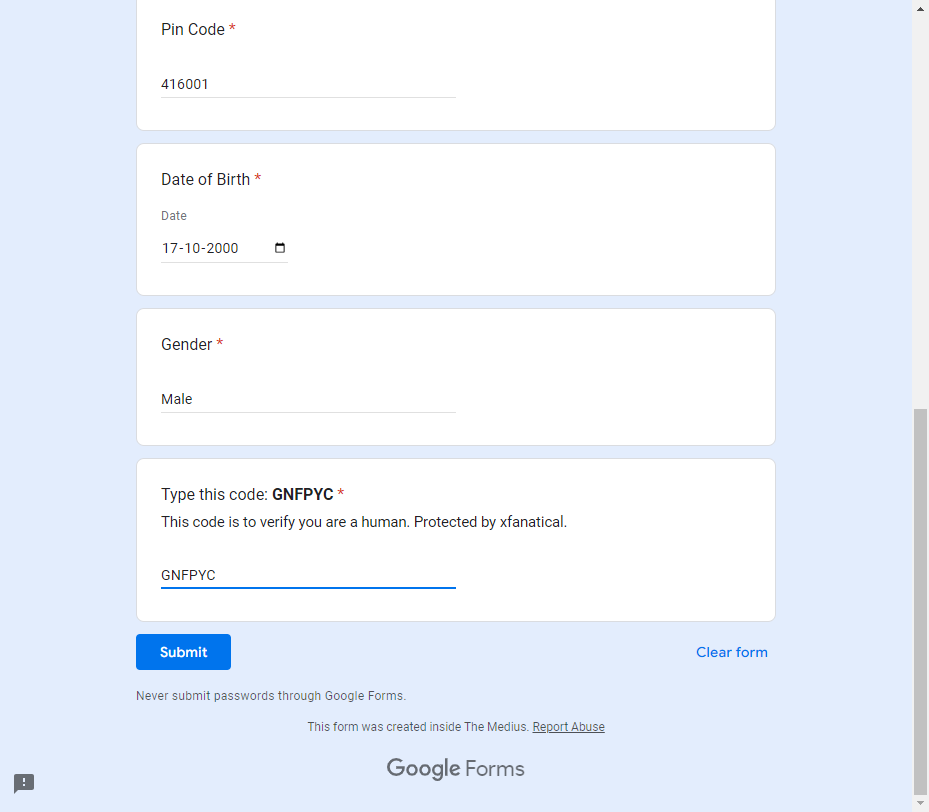 Pin Code *
416001
Date of Birth *
Date
17-10-2000
Gender *
Male
Type this code: GNFPYC *
This code is to verify you are a human. Protected by xfanatical.
GNFPYC
Submit
Clear form
Never submit passwords through Google Forms.
This form was created inside The Medius. Report Abuse
Google Forms